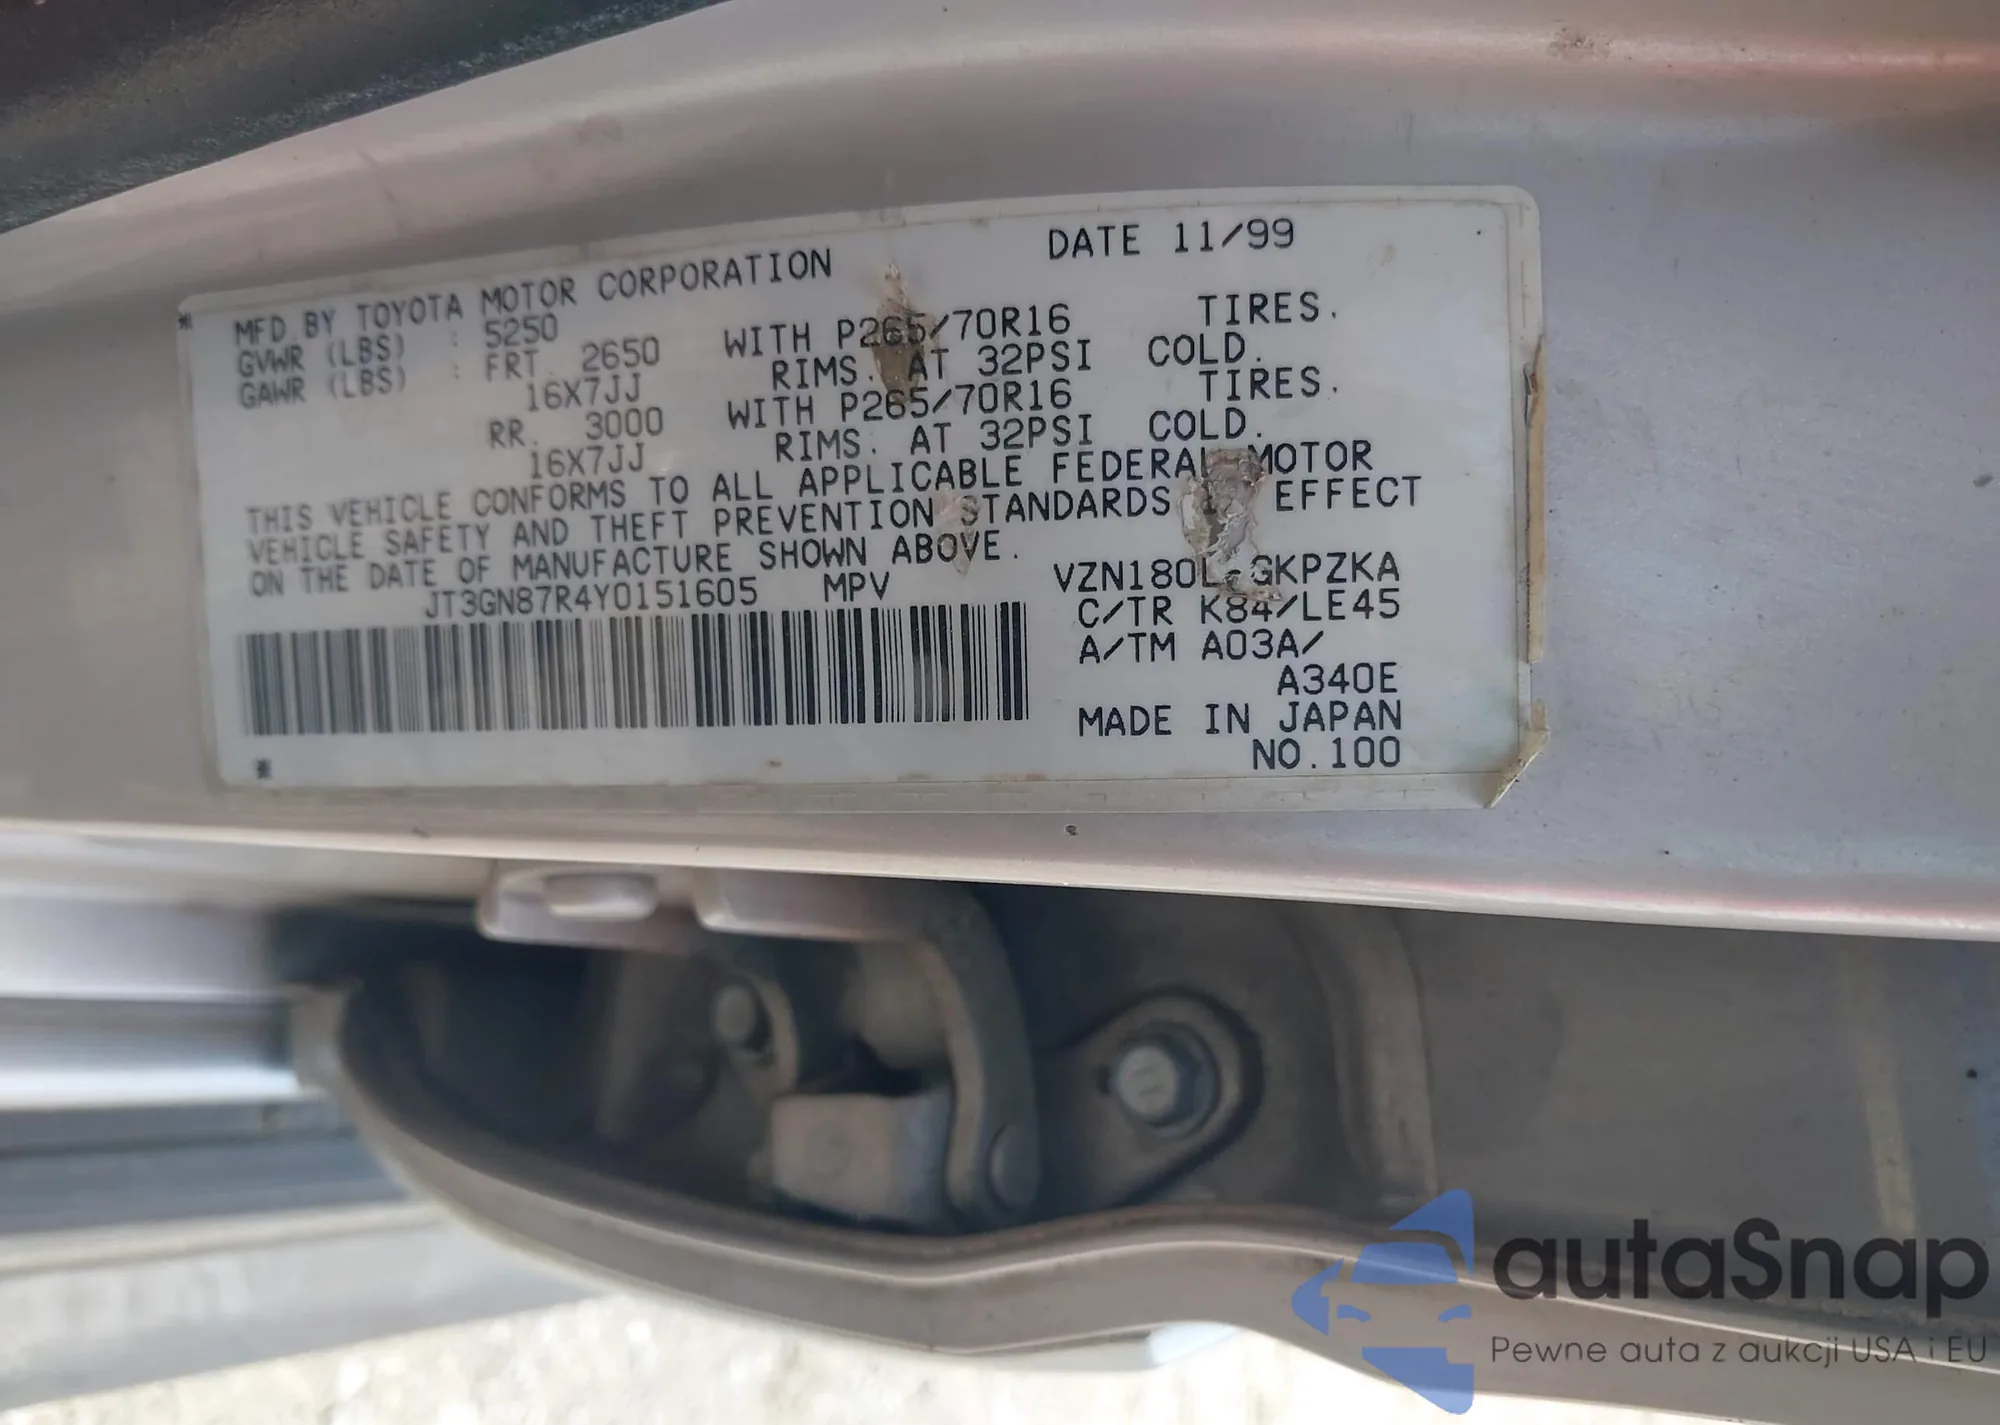 DATE 11/99
MFD BY TOYOTA MOTOR CORPORATION
GVWR (LBS) : 5250
GAWR (LBS) : FRT. 2650 WITH P265/70R16 TIRES.
16X7JJ RIMS. AT 32PSI COLD.
RR. 3000 WITH P265/70R16 TIRES.
16X7JJ RIMS. AT 32PSI COLD.
THIS VEHICLE CONFORMS TO ALL APPLICABLE FEDERAL MOTOR
VEHICLE SAFETY AND THEFT PREVENTION STANDARDS EFFECT
ON THE DATE OF MANUFACTURE SHOWN ABOVE.
JT3GN87R4Y0151605 MPV
VZN180L-GKPZKA
C/TR K84/LE45
A/TM A03A/
A340E
MADE IN JAPAN
NO.100
autaSnap
Pewne auta z aukcji USA i EU